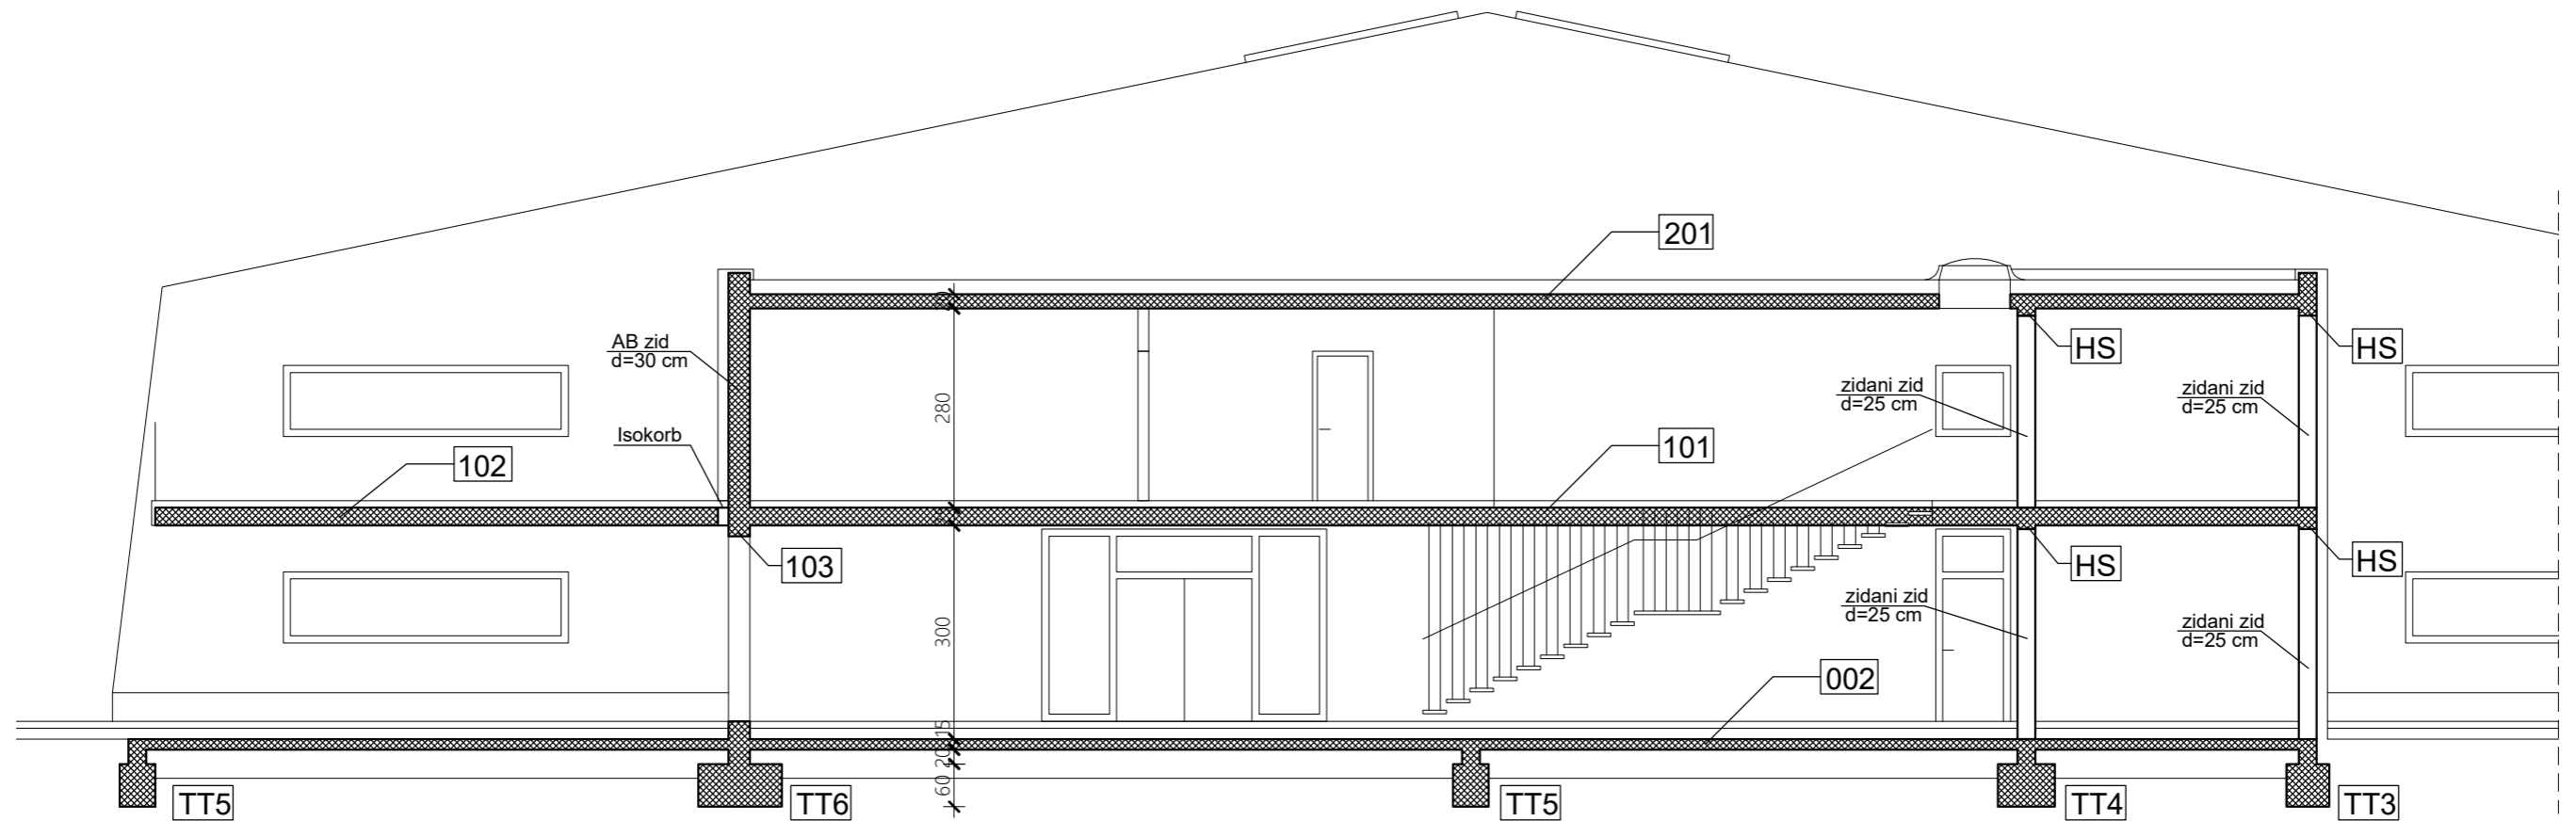 201
20
AB zid
d=30 cm
HS
HS
280
zidani zid
d=25 cm
zidani zid
d=25 cm
Isokorb
102
101
25
103
HS
HS
300
zidani zid
d=25 cm
zidani zid
d=25 cm
002
15
20
60
TT5
TT6
TT5
TT4
TT3